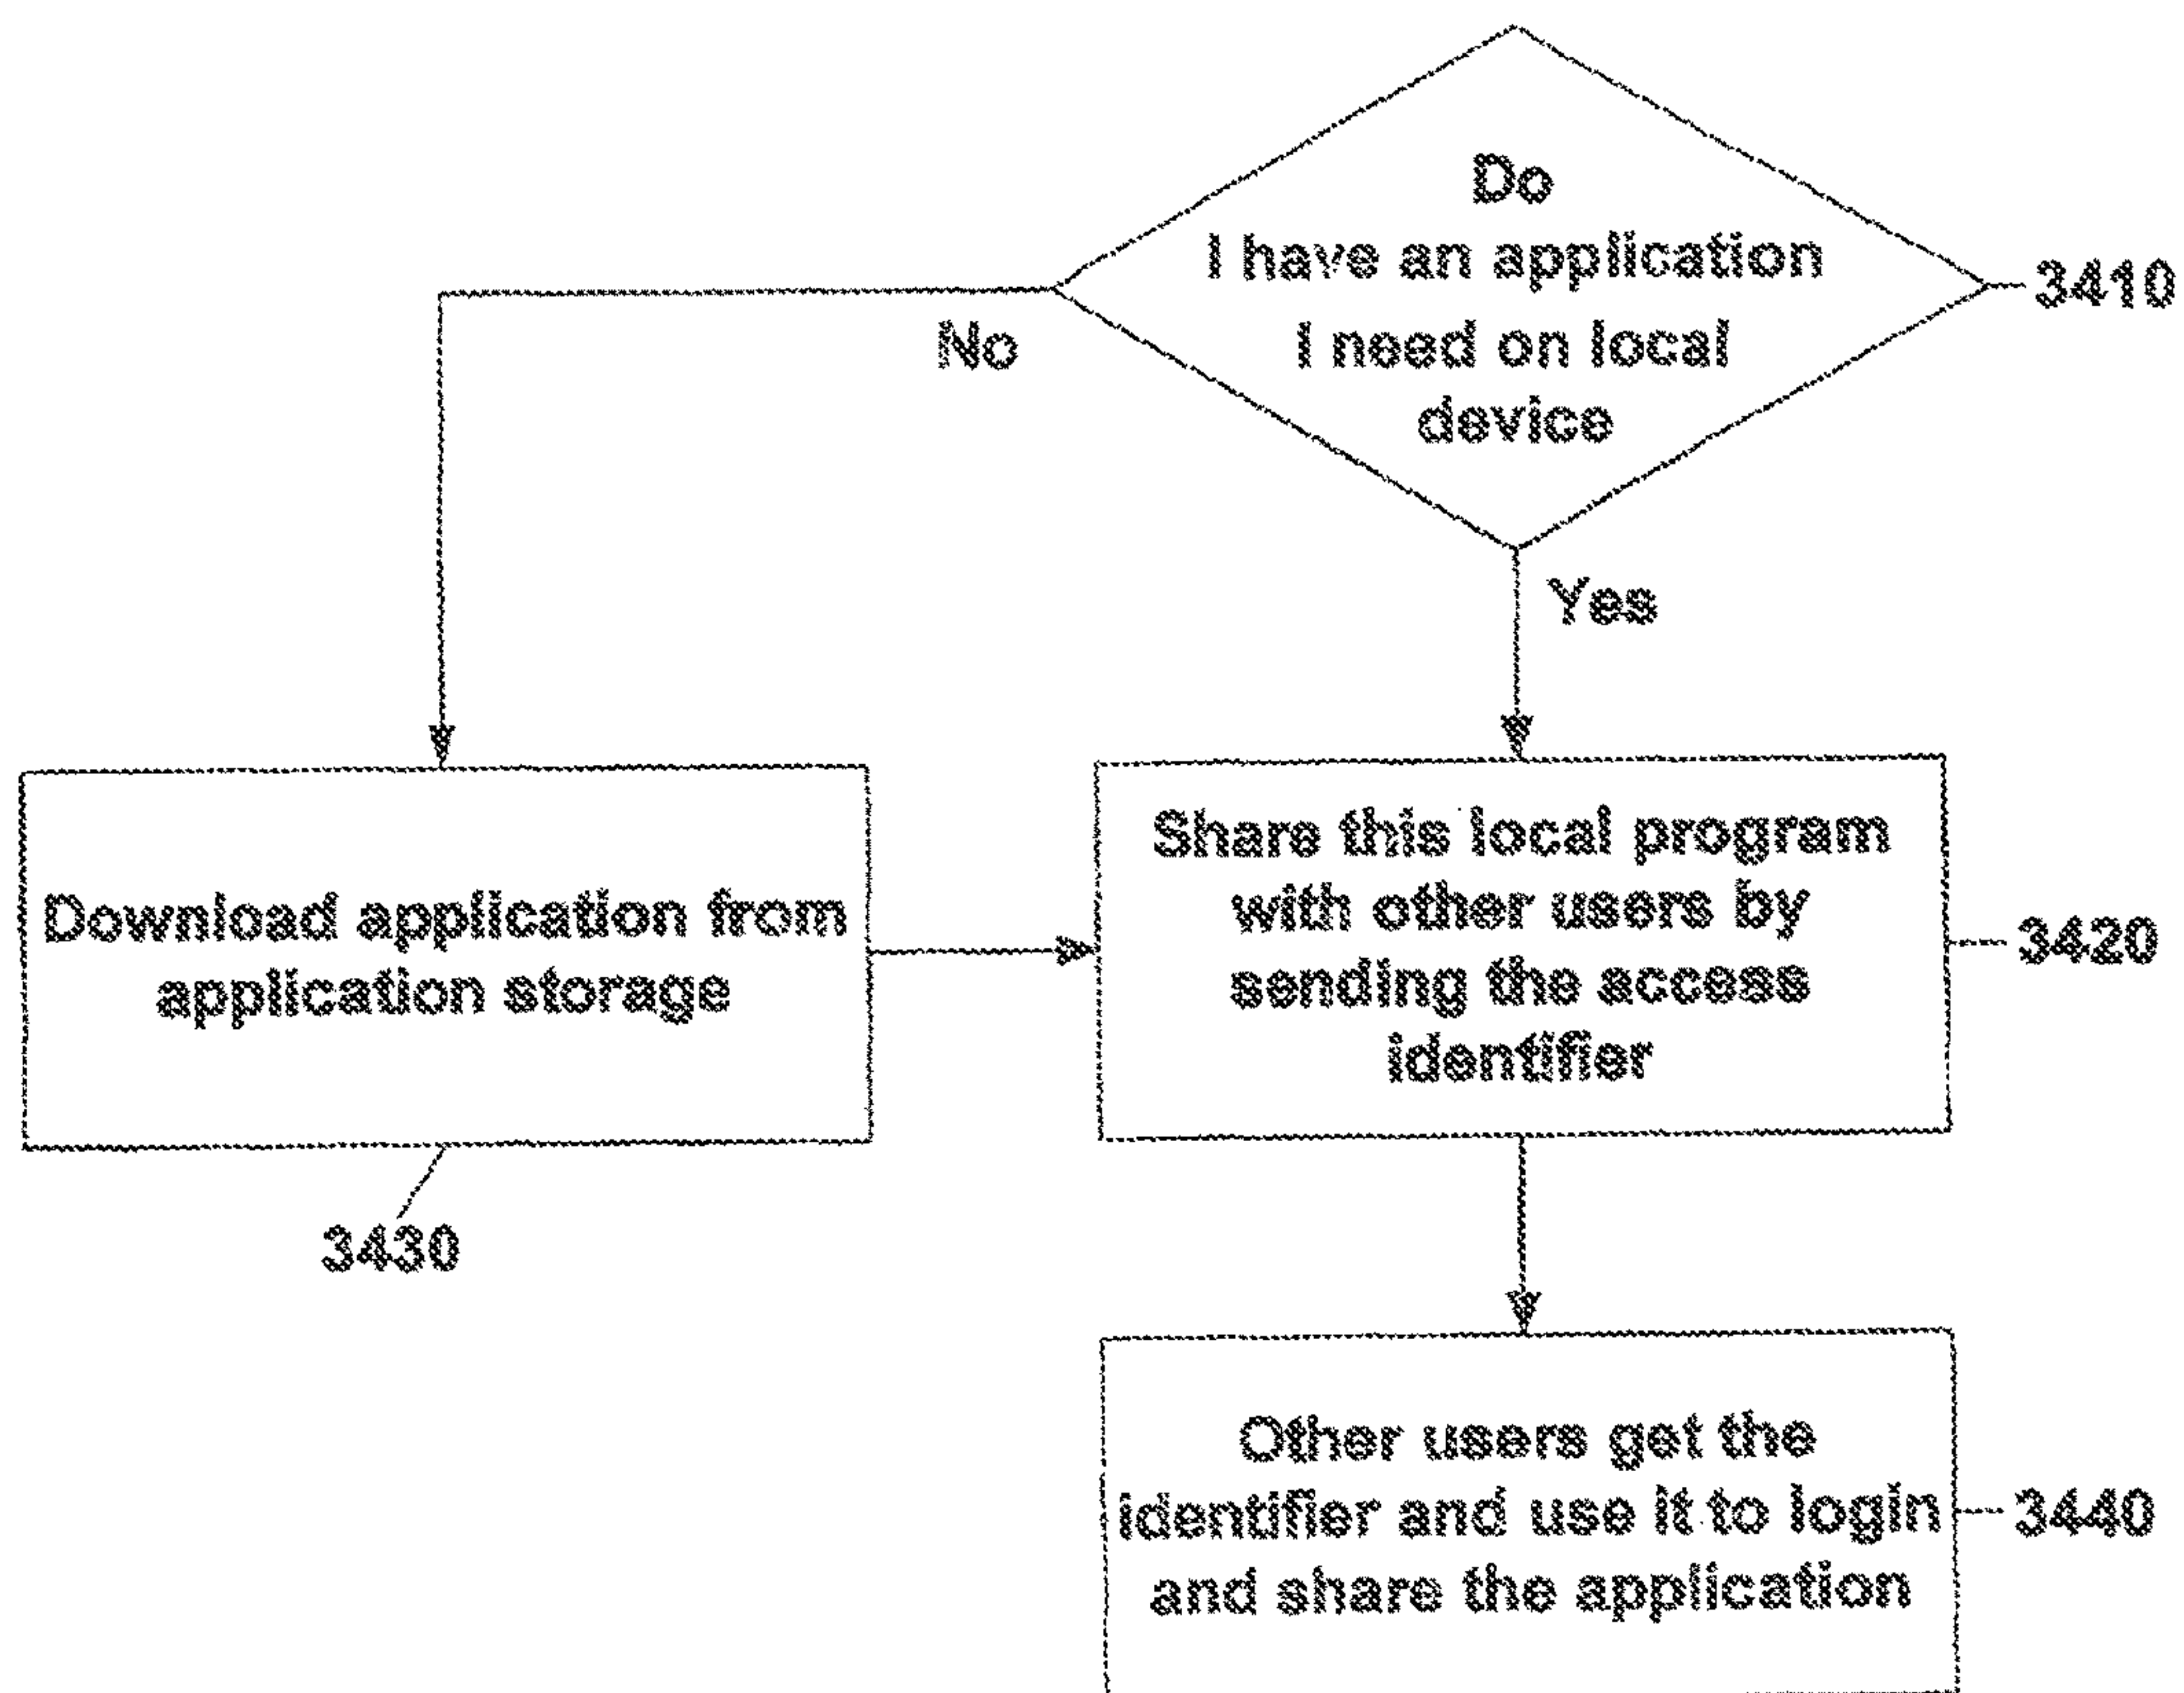 Do
I have an application
I need on local
device
3410
No
Yes
Share this local program
with other users by
sending the access
identifier
3420
Download application from
application storage
3430
Other users get the
identifier and use it to login
and share the application
3440